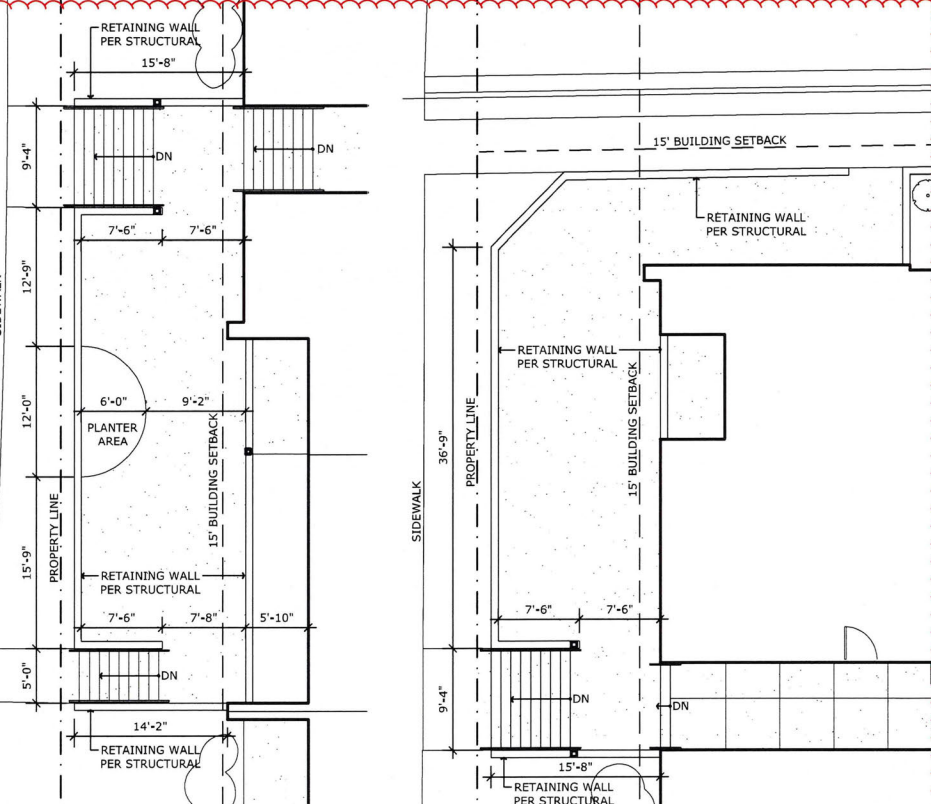 RETAINING WALL
PER STRUCTURAL
15'-8"
DN
DN
9'-4"
7'-6"
7'-6"
12'-9"
12'-0"
6'-0"
9'-2"
PLANTER
AREA
15' BUILDING SETBACK
PROPERTY LINE
15'-9"
RETAINING WALL
PER STRUCTURAL
7'-6"
7'-8"
5'-10"
5'-0"
DN
14'-2"
RETAINING WALL
PER STRUCTURAL
15' BUILDING SETBACK
RETAINING WALL
PER STRUCTURAL
RETAINING WALL
PER STRUCTURAL
15' BUILDING SETBACK
PROPERTY LINE
36'-9"
SIDEWALK
7'-6"
7'-6"
9'-4"
DN
DN
15'-8"
RETAINING WALL
PER STRUCTURAL